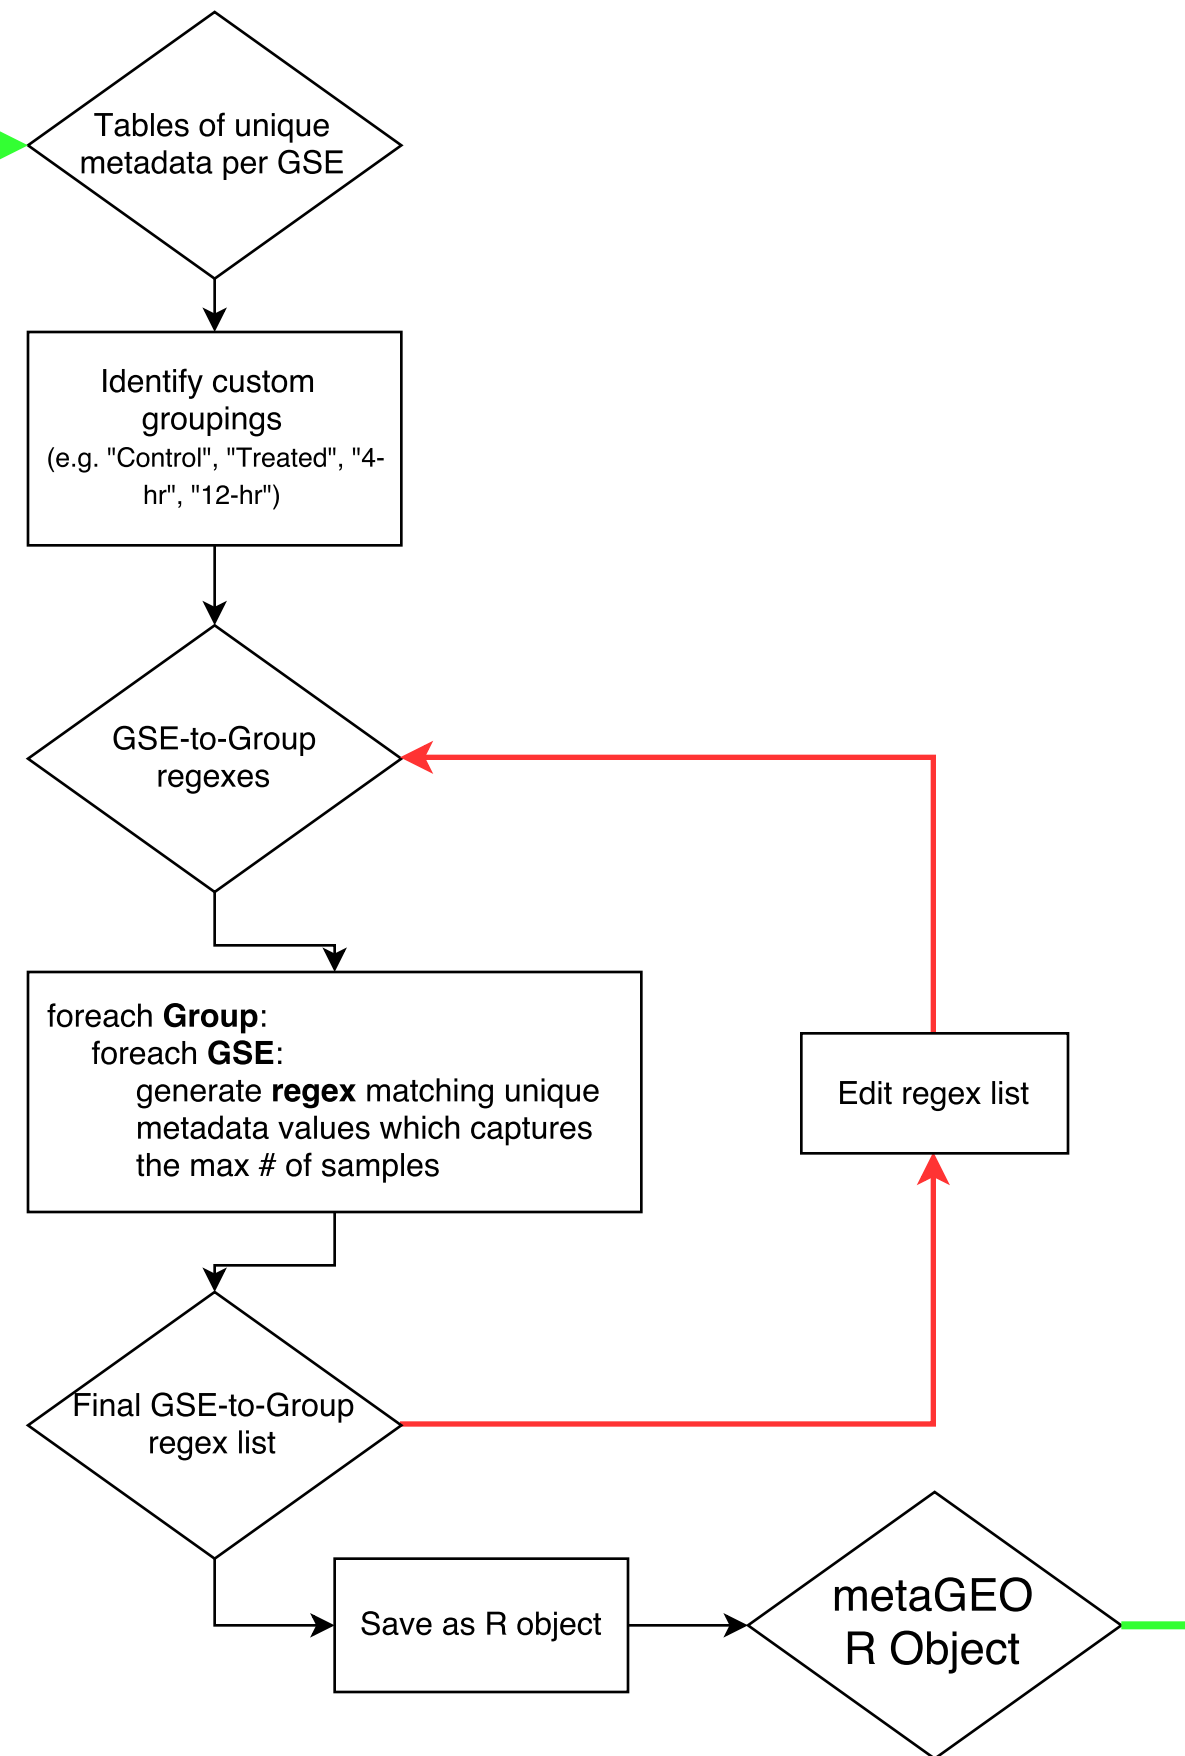 Tables of unique
metadata per GSE
Identify custom
groupings
(e.g. "Control", "Treated", "4-
hr", "12-hr")
GSE-to-Group
regexes
foreach Group:
foreach GSE:
generate regex matching unique
metadata values which captures
the max # of samples
Edit regex list
Final GSE-to-Group
regex list
Save as R object
metaGEO
R Object